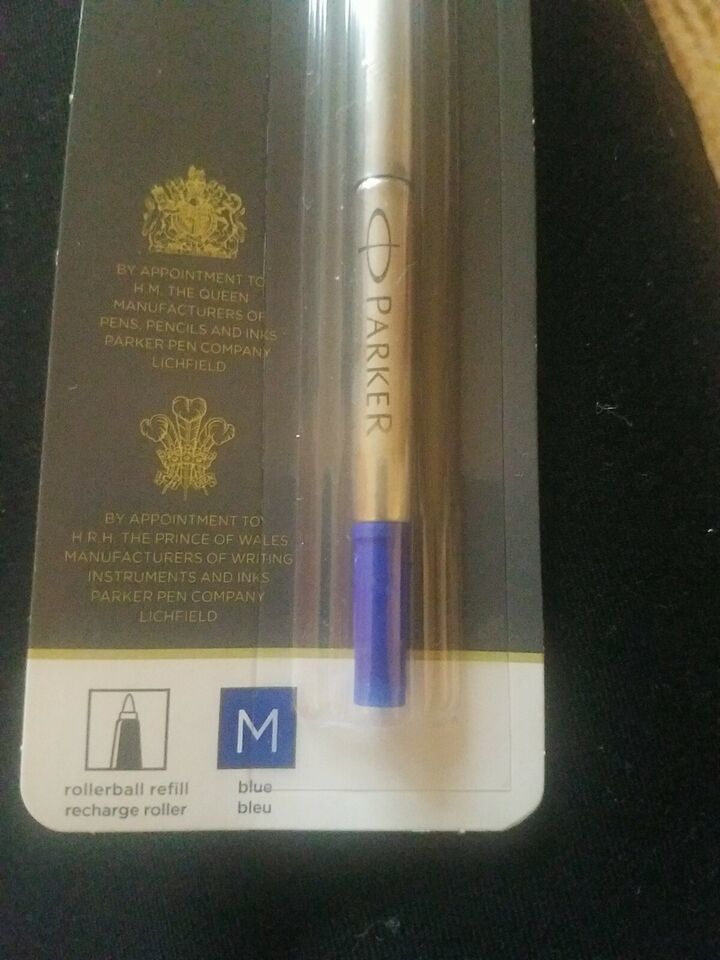 BY APPOINTMENT TO
H.M. THE QUEEN
MANUFACTURERS OF
PENS, PENCILS AND INKS
PARKER PEN COMPANY
LICHFIELD
BY APPOINTMENT TO
H.R.H. THE PRINCE OF WALES
MANUFACTURERS OF WRITING
INSTRUMENTS AND INKS
PARKER PEN COMPANY
LICHFIELD
PARKER
rollerball refill
recharge roller
M
blue
bleu